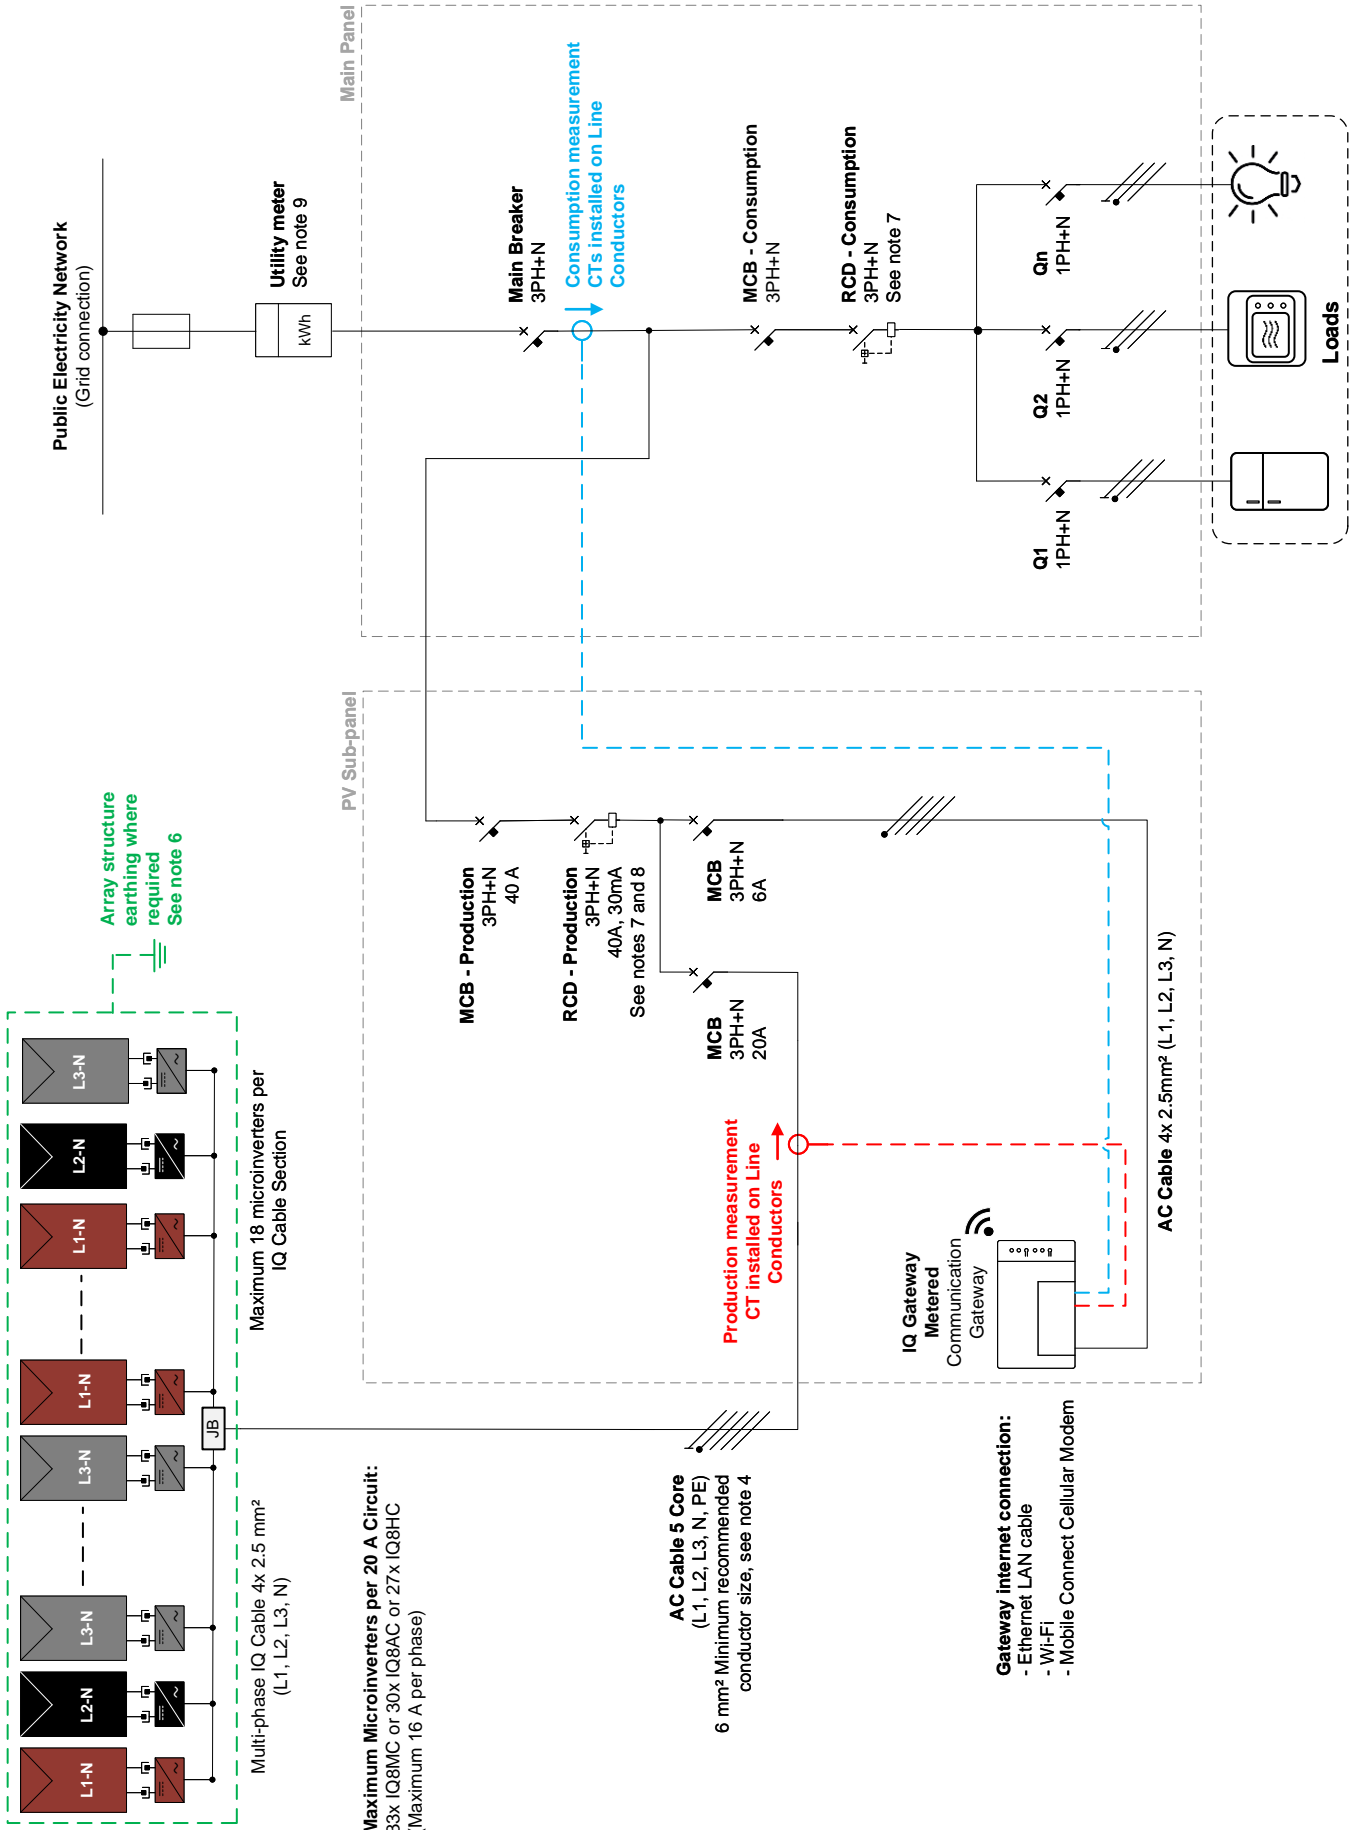 Public Electricity Network
(Grid connection)
Utility meter
See note 9
kWh
Main Panel
Main Breaker
3PH+N
Consumption measurement
CTs installed on Line
Conductors
MCB - Consumption
3PH+N
RCD - Consumption
3PH+N
See note 7
Q1
1PH+N
Q2
1PH+N
Qn
1PH+N
Loads
PV Sub-panel
MCB - Production
3PH+N
40 A
RCD - Production
3PH+N
40A, 30mA
See notes 7 and 8
MCB
3PH+N
20A
MCB
3PH+N
6A
Production measurement
CT installed on Line
Conductors
IQ Gateway
Metered
Communication
Gateway
AC Cable 4x 2.5mm² (L1, L2, L3, N)
Array structure
earthing where
required
See note 6
L1-N
L2-N
L3-N
L3-N
L1-N
L1-N
L2-N
L3-N
JB
Multi-phase IQ Cable 4x 2.5 mm²
(L1, L2, L3, N)
Maximum 18 microinverters per
IQ Cable Section
Maximum Microinverters per 20 A Circuit:
33x IQ8MC or 30x IQ8AC or 27x IQ8HC
(Maximum 16 A per phase)
AC Cable 5 Core
(L1, L2, L3, N, PE)
6 mm² Minimum recommended
conductor size, see note 4
Gateway internet connection:
- Ethernet LAN cable
- Wi-Fi
- Mobile Connect Cellular Modem